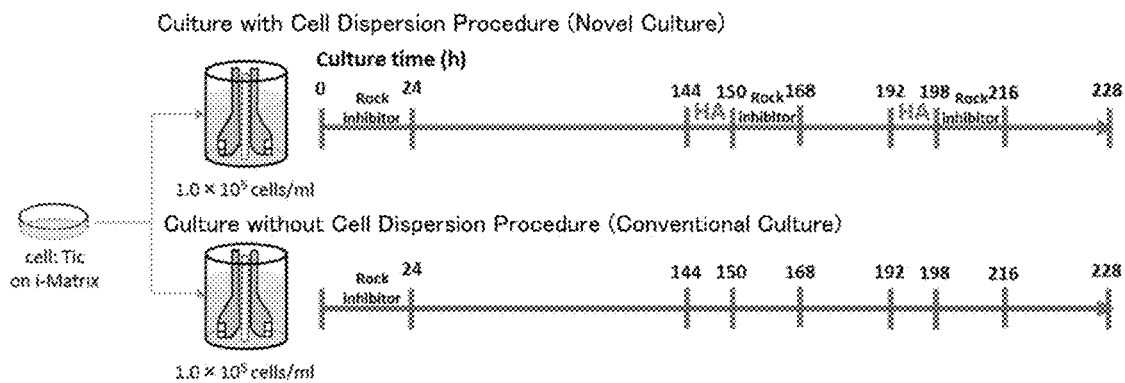 Culture with Cell Dispersion Procedure (Novel Culture)
Culture time (h)
0 24 144 150 168 192 198 216 228
Rock inhibitor HA Rock inhibitor HA Rock inhibitor
1.0 × 10⁵ cells/ml
Culture without Cell Dispersion Procedure (Conventional Culture)
cell: Tic
on i-Matrix
24 144 150 168 192 198 216 228
Rock inhibitor
1.0 × 10⁵ cells/ml